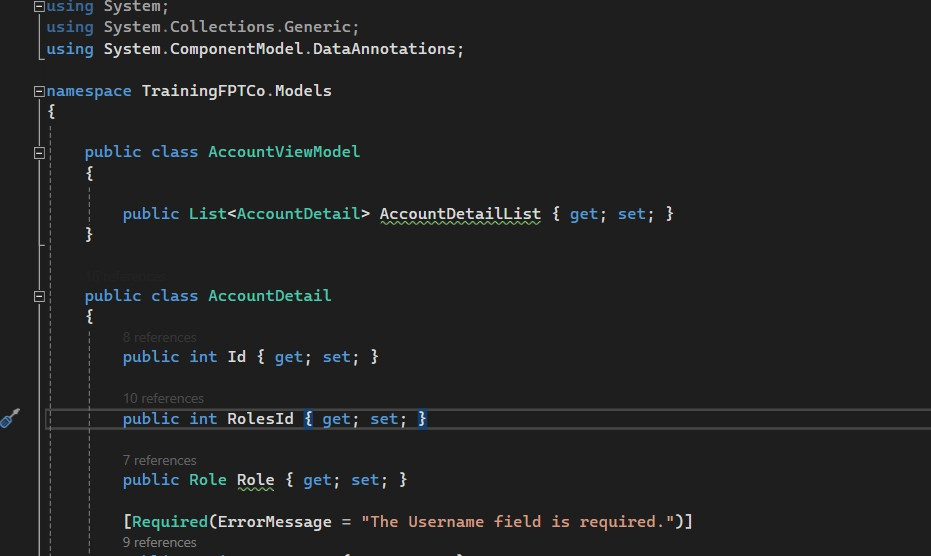 using System;
using System.Collections.Generic;
using System.ComponentModel.DataAnnotations;
namespace TrainingFPTCo.Models
{
public class AccountViewModel
{
public List<AccountDetail> AccountDetailList { get; set; }
}
public class AccountDetail
{
8 references
public int Id { get; set; }
10 references
public int RolesId { get; set; }
7 references
public Role Role { get; set; }
[Required(ErrorMessage = "The Username field is required.")]
9 references